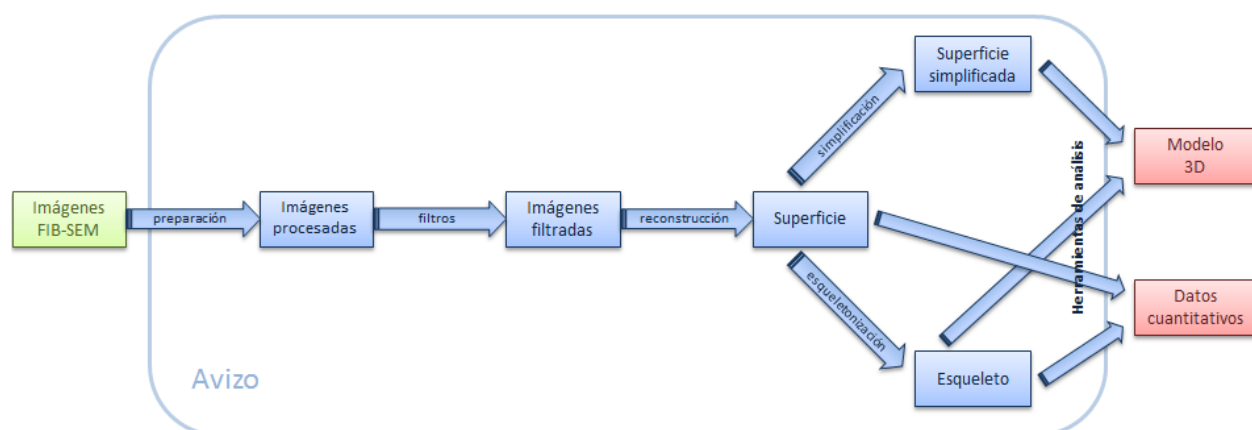 Imágenes
FIB-SEM
preparación
Imágenes
procesadas
filtros
Imágenes
filtradas
reconstrucción
Superficie
simplificación
Superficie
simplificada
esqueletonización
Esqueleto
Herramientas de análisis
Modelo
3D
Datos
cuantitativos
Avizo